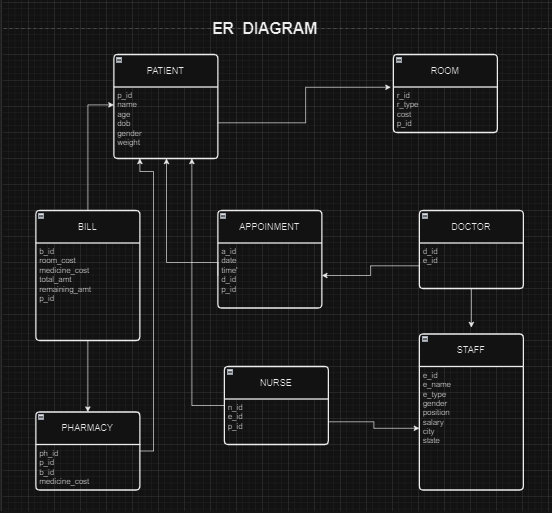 ER DIAGRAM
PATIENT
p_id
name
age
dob
gender
weight
ROOM
r_id
r_type
cost
p_id
BILL
b_id
room_cost
medicine_cost
total_amt
remaining_amt
p_id
APPOINMENT
a_id
date
time'
d_id
p_id
DOCTOR
d_id
e_id
STAFF
e_id
e_name
e_type
gender
position
salary
city
state
NURSE
n_id
e_id
p_id
PHARMACY
ph_id
p_id
b_id
medicine_cost